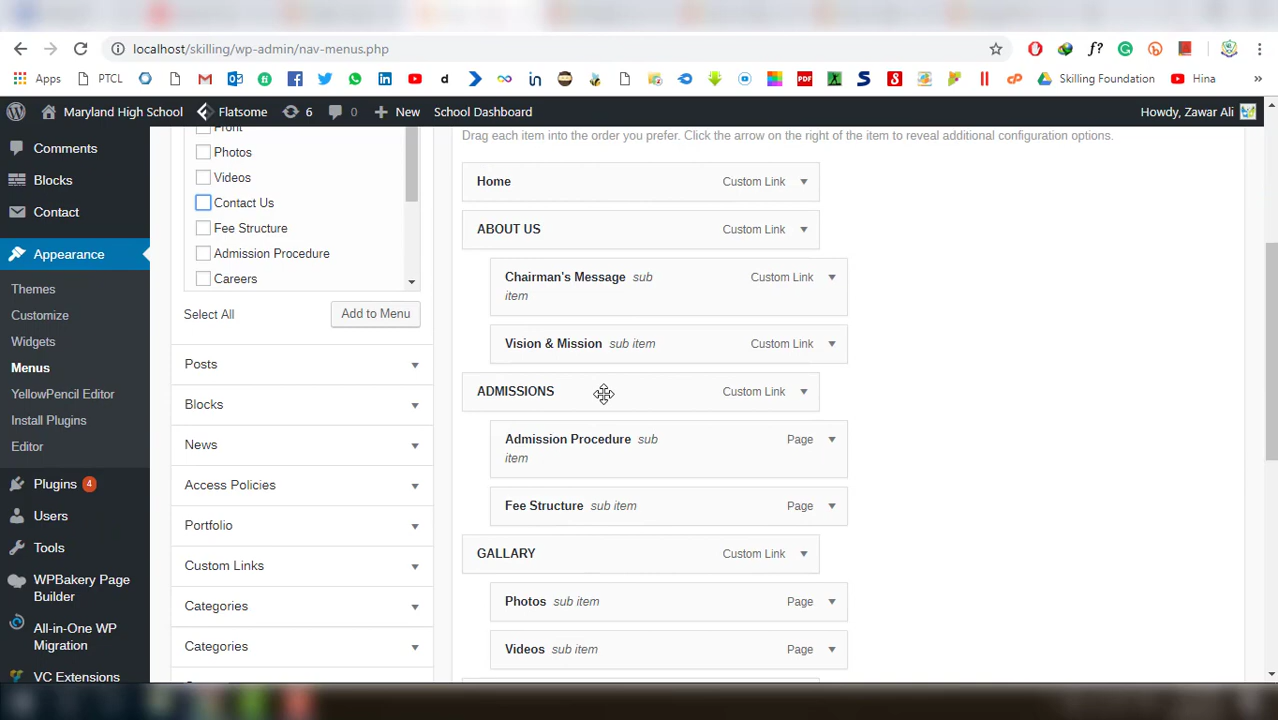 localhost/skilling/wp-admin/nav-menus.php
f?
Apps
PTCL
d
in
S
PDF
cP
Skilling Foundation
Hina
»
Maryland High School
Flatsome
6
0
New
School Dashboard
Howdy, Zawar Ali
Comments
Blocks
Contact
Appearance
Themes
Customize
Widgets
Menus
YellowPencil Editor
Install Plugins
Editor
Plugins 4
Users
Tools
WPBakery Page
Builder
All-in-One WP
Migration
VC Extensions
Front
Photos
Videos
Contact Us
Fee Structure
Admission Procedure
Careers
Select All
Add to Menu
Posts
Blocks
News
Access Policies
Portfolio
Custom Links
Categories
Categories
Drag each item into the order you prefer. Click the arrow on the right of the item to reveal additional configuration options.
Home Custom Link
ABOUT US Custom Link
Chairman's Message sub Custom Link
item
Vision & Mission sub item Custom Link
ADMISSIONS Custom Link
Admission Procedure sub Page
item
Fee Structure sub item Page
GALLARY Custom Link
Photos sub item Page
Videos sub item Page